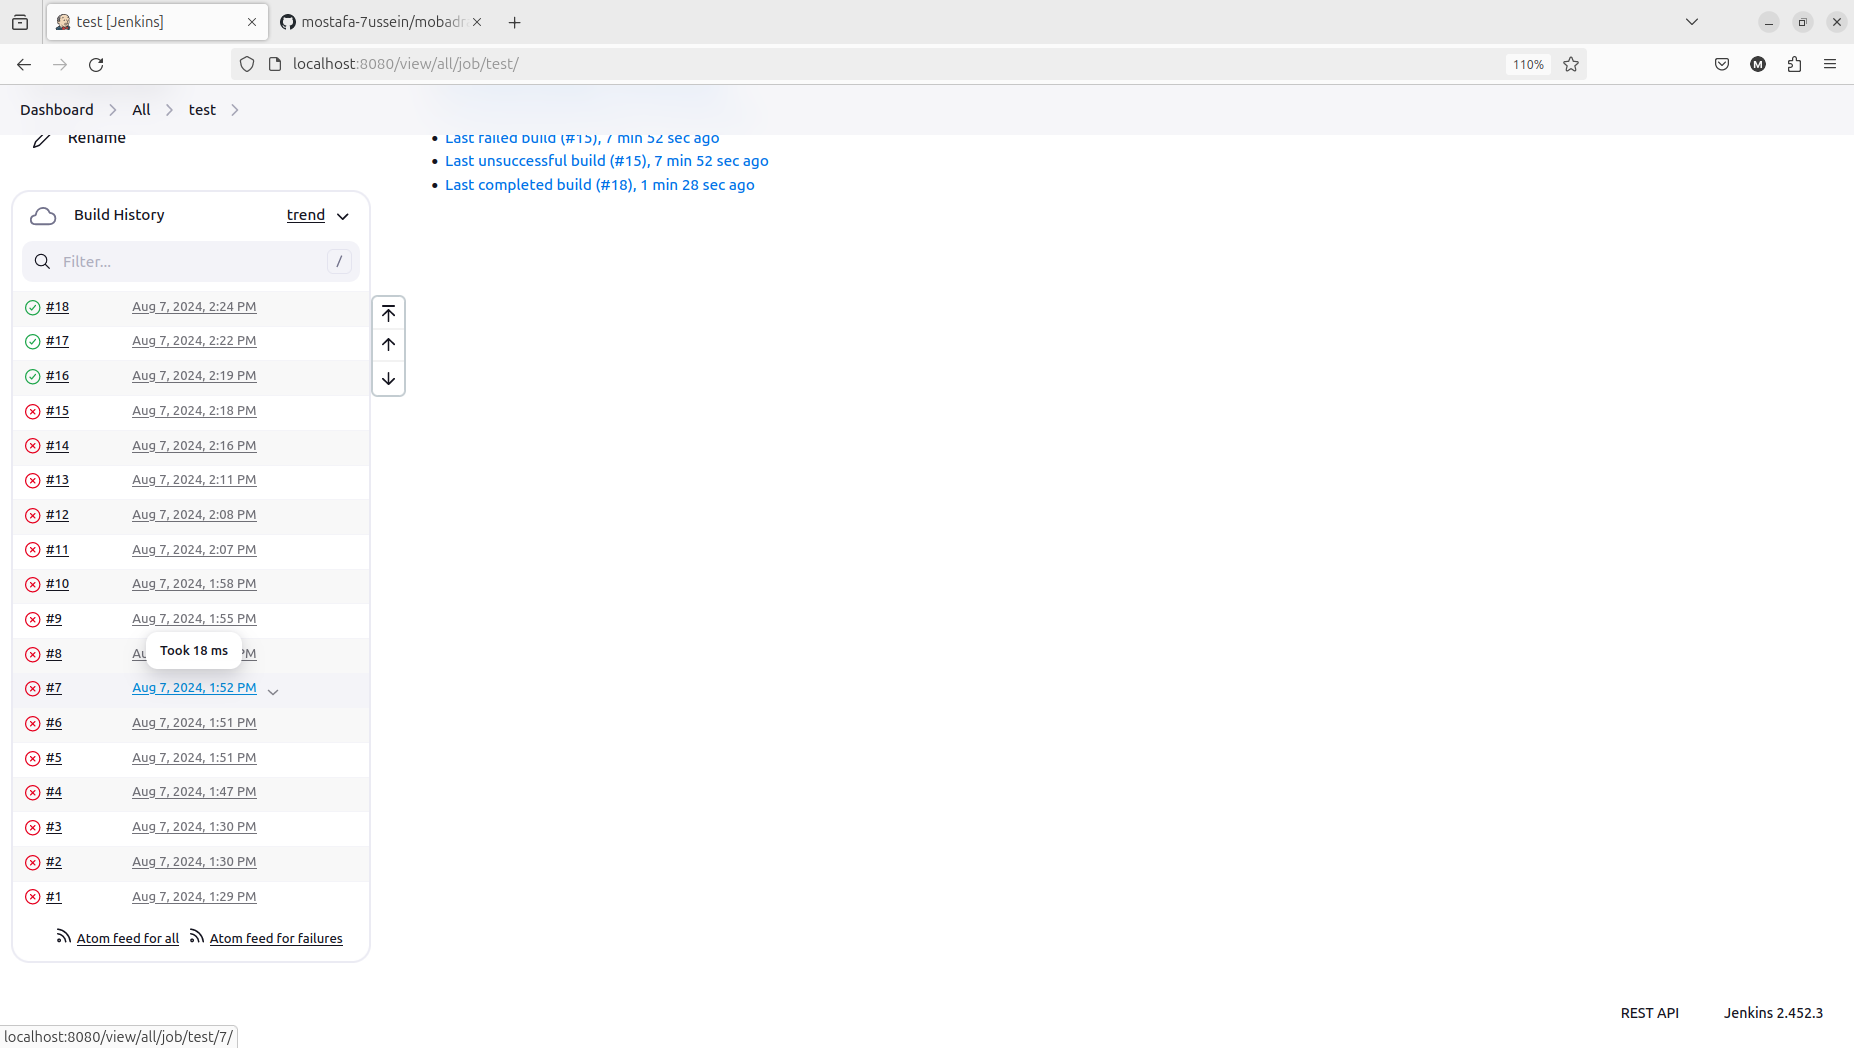 test [Jenkins]
mostafa-7ussein/mobadr
localhost:8080/view/all/job/test/
110%
M
Dashboard
All
test
Rename
Last failed build (#15), 7 min 52 sec ago
Last unsuccessful build (#15), 7 min 52 sec ago
Last completed build (#18), 1 min 28 sec ago
Build History
trend
Filter...
/
#18 Aug 7, 2024, 2:24 PM
#17 Aug 7, 2024, 2:22 PM
#16 Aug 7, 2024, 2:19 PM
#15 Aug 7, 2024, 2:18 PM
#14 Aug 7, 2024, 2:16 PM
#13 Aug 7, 2024, 2:11 PM
#12 Aug 7, 2024, 2:08 PM
#11 Aug 7, 2024, 2:07 PM
#10 Aug 7, 2024, 1:58 PM
#9 Aug 7, 2024, 1:55 PM
Took 18 ms
#8 Au PM
#7 Aug 7, 2024, 1:52 PM
#6 Aug 7, 2024, 1:51 PM
#5 Aug 7, 2024, 1:51 PM
#4 Aug 7, 2024, 1:47 PM
#3 Aug 7, 2024, 1:30 PM
#2 Aug 7, 2024, 1:30 PM
#1 Aug 7, 2024, 1:29 PM
Atom feed for all
Atom feed for failures
REST API
Jenkins 2.452.3
localhost:8080/view/all/job/test/7/